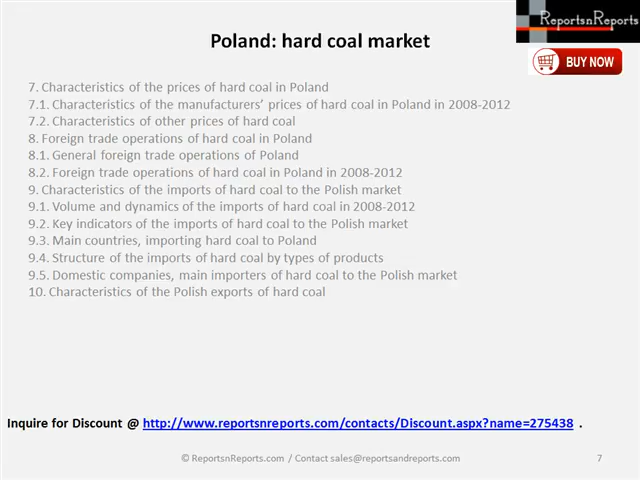 ReportsnReports
Poland: hard coal market
BUY NOW
7. Characteristics of the prices of hard coal in Poland
7.1. Characteristics of the manufacturers’ prices of hard coal in Poland in 2008-2012
7.2. Characteristics of other prices of hard coal
8. Foreign trade operations of hard coal in Poland
8.1. General foreign trade operations of Poland
8.2. Foreign trade operations of hard coal in Poland in 2008-2012
9. Characteristics of the imports of hard coal to the Polish market
9.1. Volume and dynamics of the imports of hard coal in 2008-2012
9.2. Key indicators of the imports of hard coal to the Polish market
9.3. Main countries, importing hard coal to Poland
9.4. Structure of the imports of hard coal by types of products
9.5. Domestic companies, main importers of hard coal to the Polish market
10. Characteristics of the Polish exports of hard coal
Inquire for Discount @ http://www.reportsnreports.com/contacts/Discount.aspx?name=275438 .
© ReportsnReports.com / Contact sales@reportsandreports.com
7